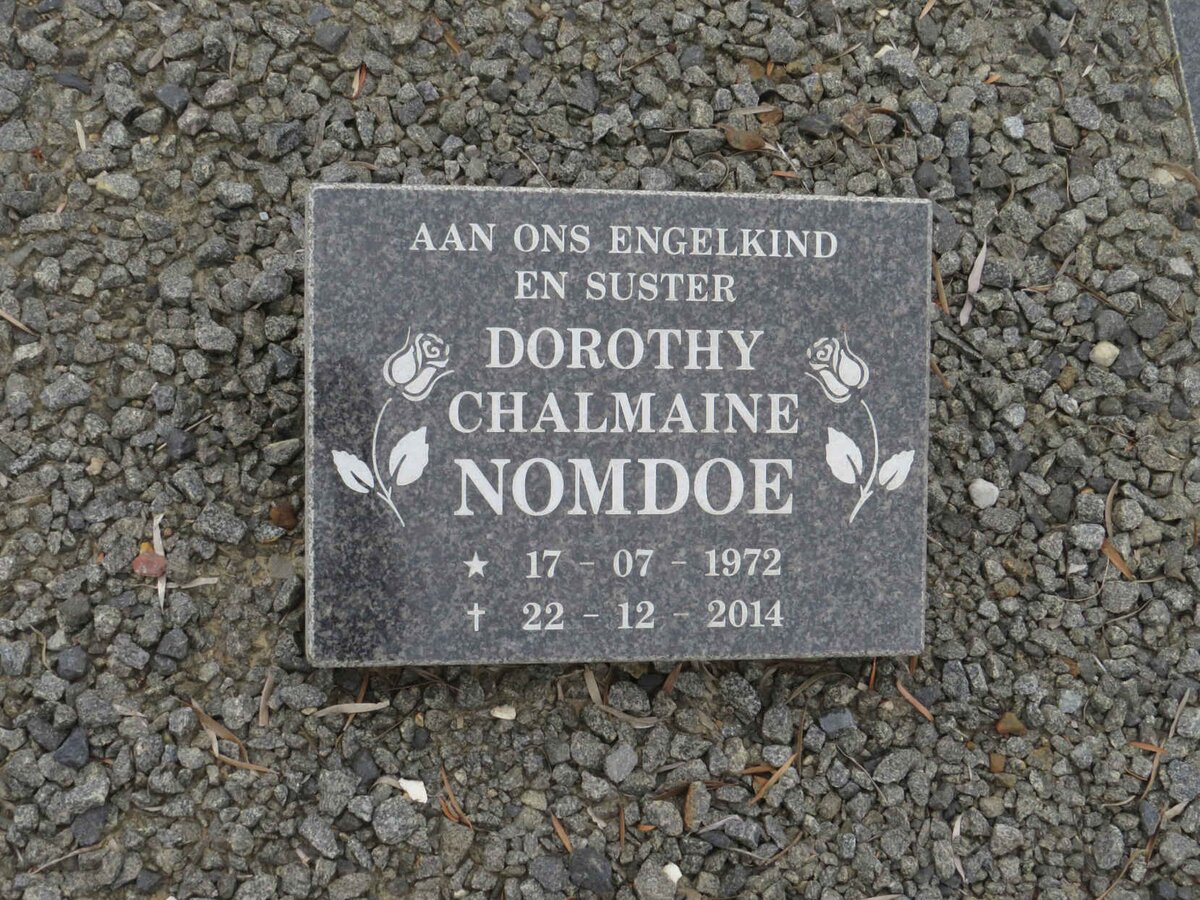 AAN ONS ENGELKIND
EN SUSTER
DOROTHY
CHALMAINE
NOMDOE
★ 17 - 07 - 1972
✝ 22 - 12 - 2014